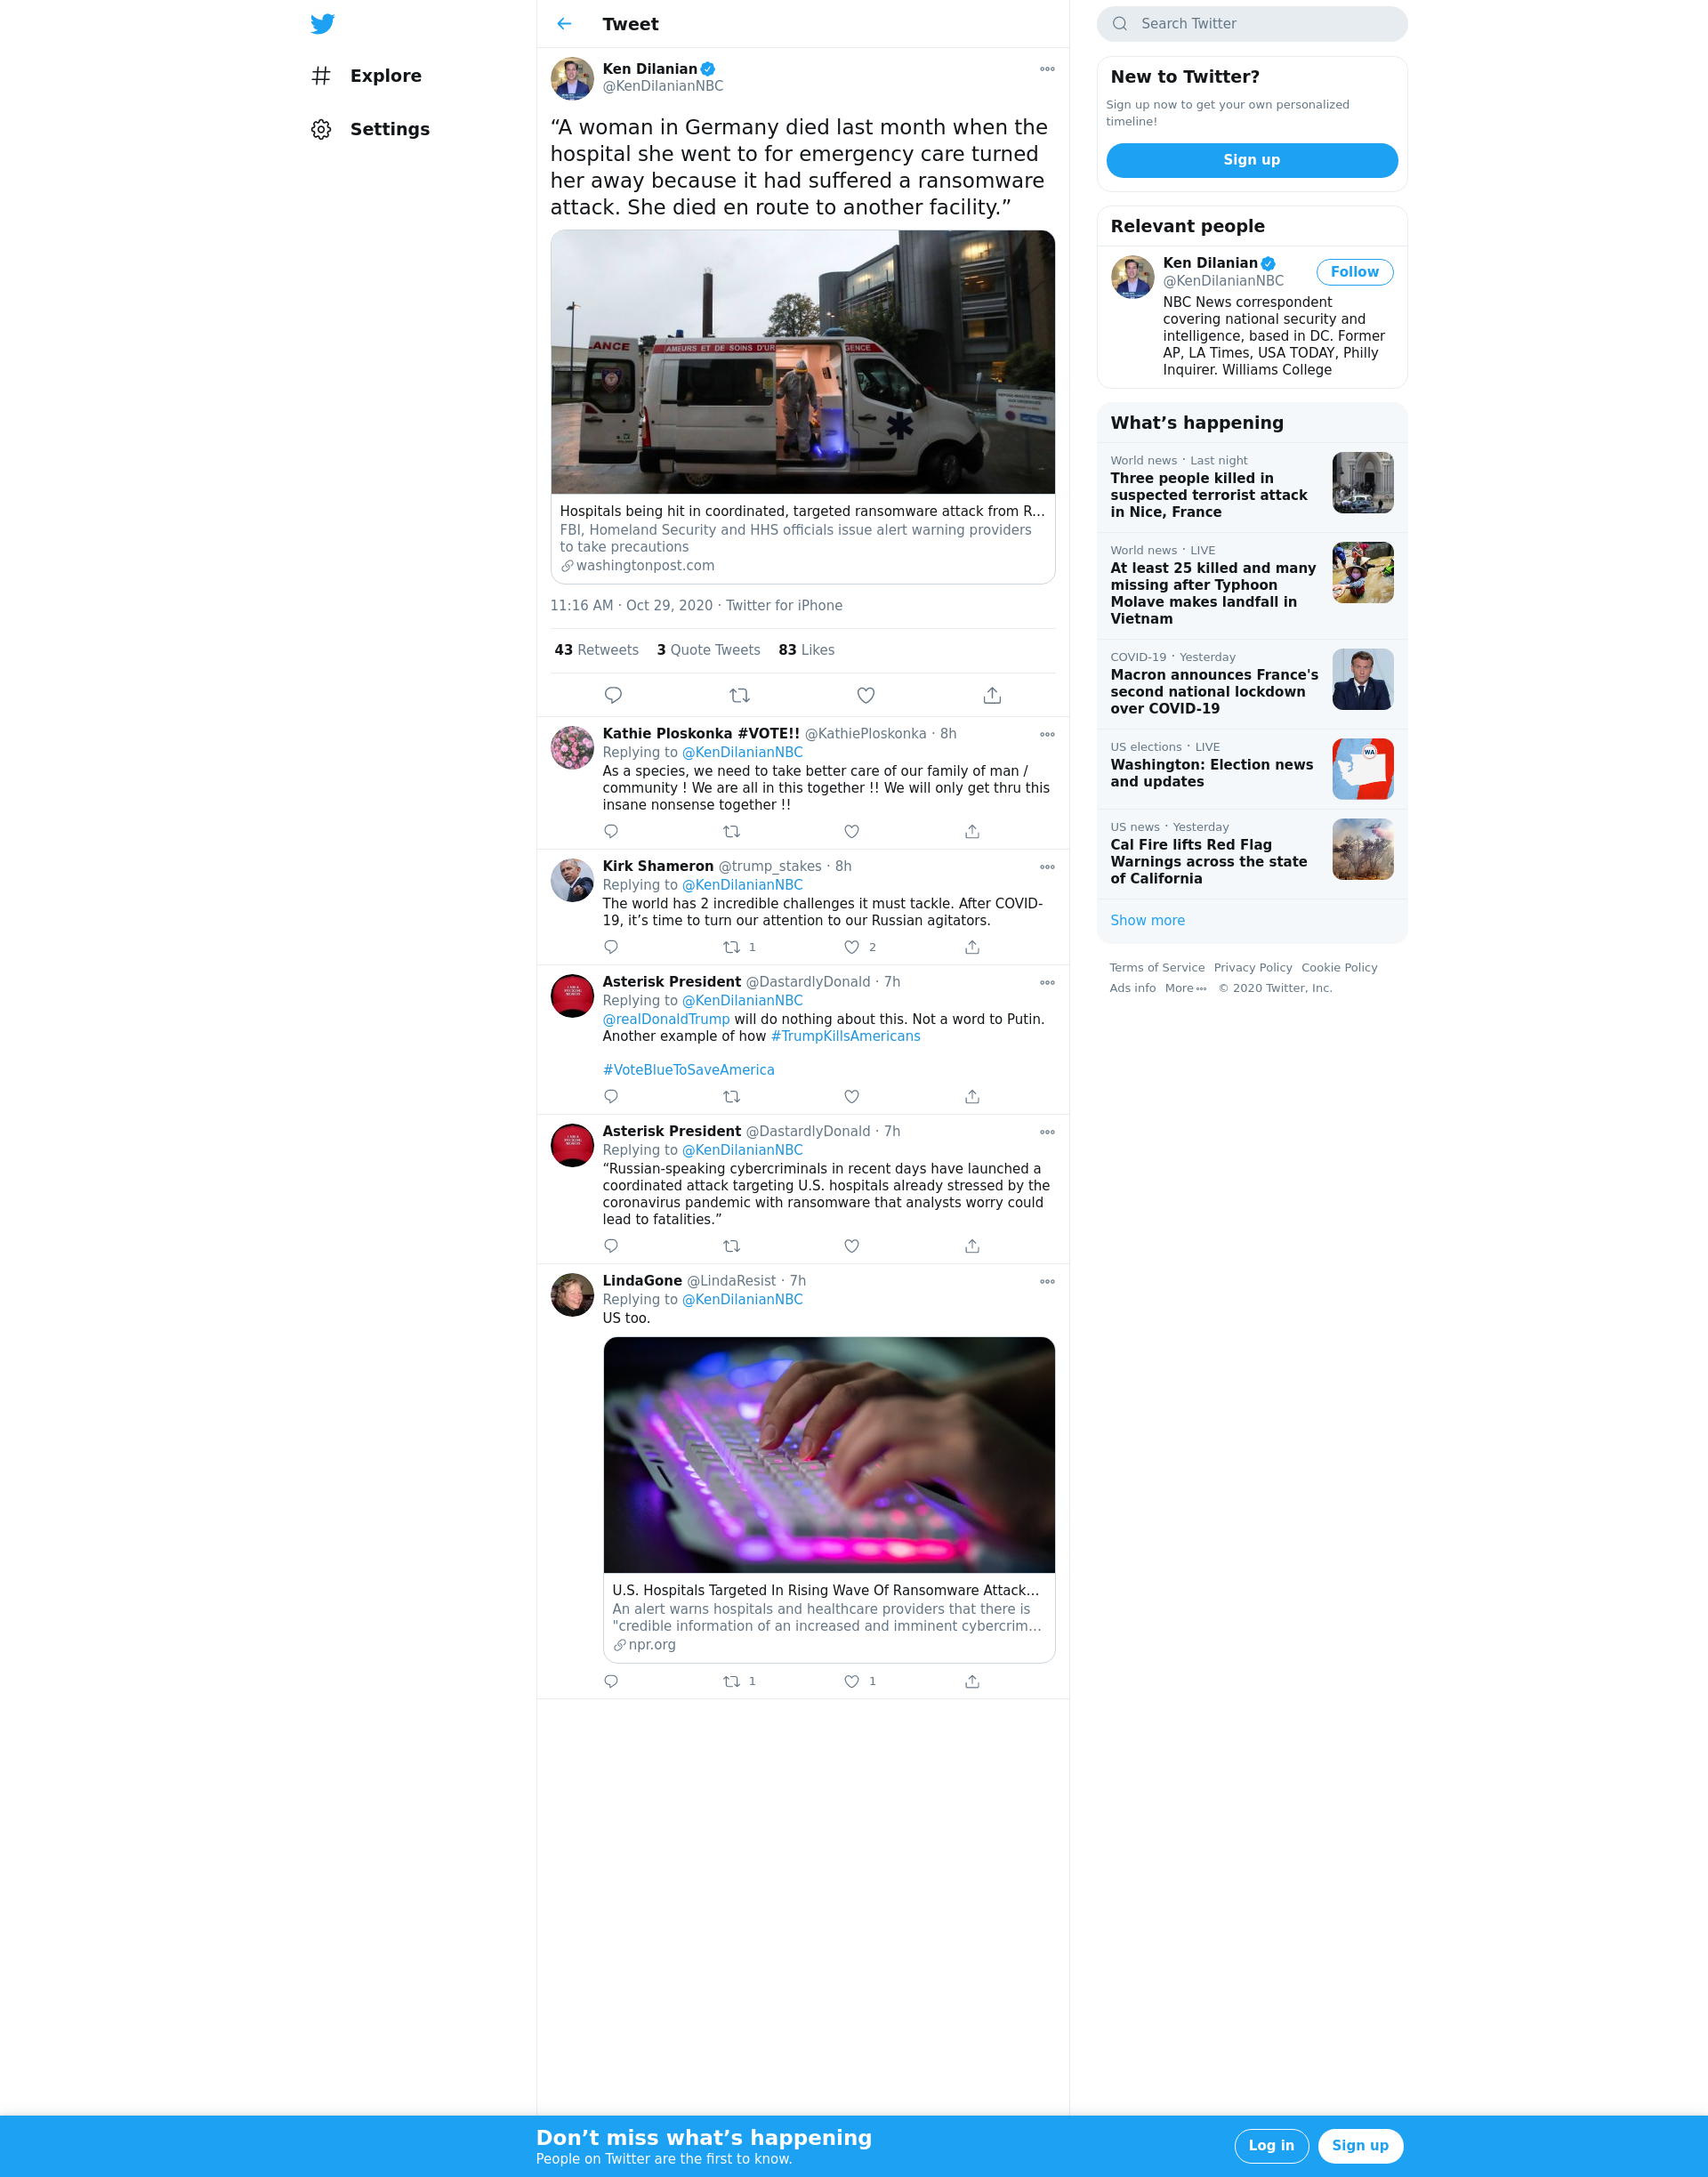 Explore
Settings
Tweet
Ken Dilanian
@KenDilanianNBC
“A woman in Germany died last month when the
hospital she went to for emergency care turned
her away because it had suffered a ransomware
attack. She died en route to another facility.”
LANCE
AMEURS ET DE SOINS D'UR
GENCE
Hospitals being hit in coordinated, targeted ransomware attack from R...
FBI, Homeland Security and HHS officials issue alert warning providers
to take precautions
washingtonpost.com
11:16 AM · Oct 29, 2020 · Twitter for iPhone
43 Retweets 3 Quote Tweets 83 Likes
Kathie Ploskonka #VOTE!! @KathiePloskonka · 8h
Replying to @KenDilanianNBC
As a species, we need to take better care of our family of man /
community ! We are all in this together !! We will only get thru this
insane nonsense together !!
Kirk Shameron @trump_stakes · 8h
Replying to @KenDilanianNBC
The world has 2 incredible challenges it must tackle. After COVID-
19, it’s time to turn our attention to our Russian agitators.
1 2
Asterisk President @DastardlyDonald · 7h
Replying to @KenDilanianNBC
@realDonaldTrump will do nothing about this. Not a word to Putin.
Another example of how #TrumpKillsAmericans
#VoteBlueToSaveAmerica
Asterisk President @DastardlyDonald · 7h
Replying to @KenDilanianNBC
“Russian-speaking cybercriminals in recent days have launched a
coordinated attack targeting U.S. hospitals already stressed by the
coronavirus pandemic with ransomware that analysts worry could
lead to fatalities.”
LindaGone @LindaResist · 7h
Replying to @KenDilanianNBC
US too.
U.S. Hospitals Targeted In Rising Wave Of Ransomware Attack...
An alert warns hospitals and healthcare providers that there is
"credible information of an increased and imminent cybercrim...
npr.org
1 1
Search Twitter
New to Twitter?
Sign up now to get your own personalized
timeline!
Sign up
Relevant people
Ken Dilanian
@KenDilanianNBC
Follow
NBC News correspondent
covering national security and
intelligence, based in DC. Former
AP, LA Times, USA TODAY, Philly
Inquirer. Williams College
What’s happening
World news · Last night
Three people killed in
suspected terrorist attack
in Nice, France
World news · LIVE
At least 25 killed and many
missing after Typhoon
Molave makes landfall in
Vietnam
COVID-19 · Yesterday
Macron announces France's
second national lockdown
over COVID-19
US elections · LIVE
Washington: Election news
and updates
WA
US news · Yesterday
Cal Fire lifts Red Flag
Warnings across the state
of California
Show more
Terms of Service Privacy Policy Cookie Policy
Ads info More © 2020 Twitter, Inc.
Don’t miss what’s happening
People on Twitter are the first to know.
Log in
Sign up